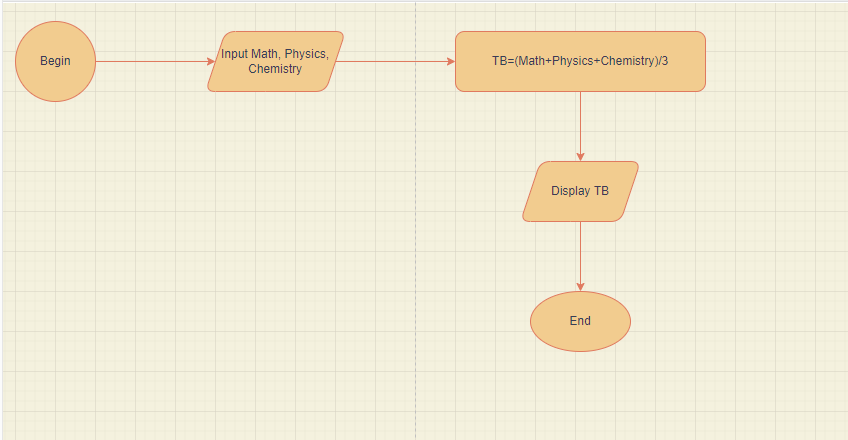 Begin
Input Math, Physics,
Chemistry
TB=(Math+Physics+Chemistry)/3
Display TB
End